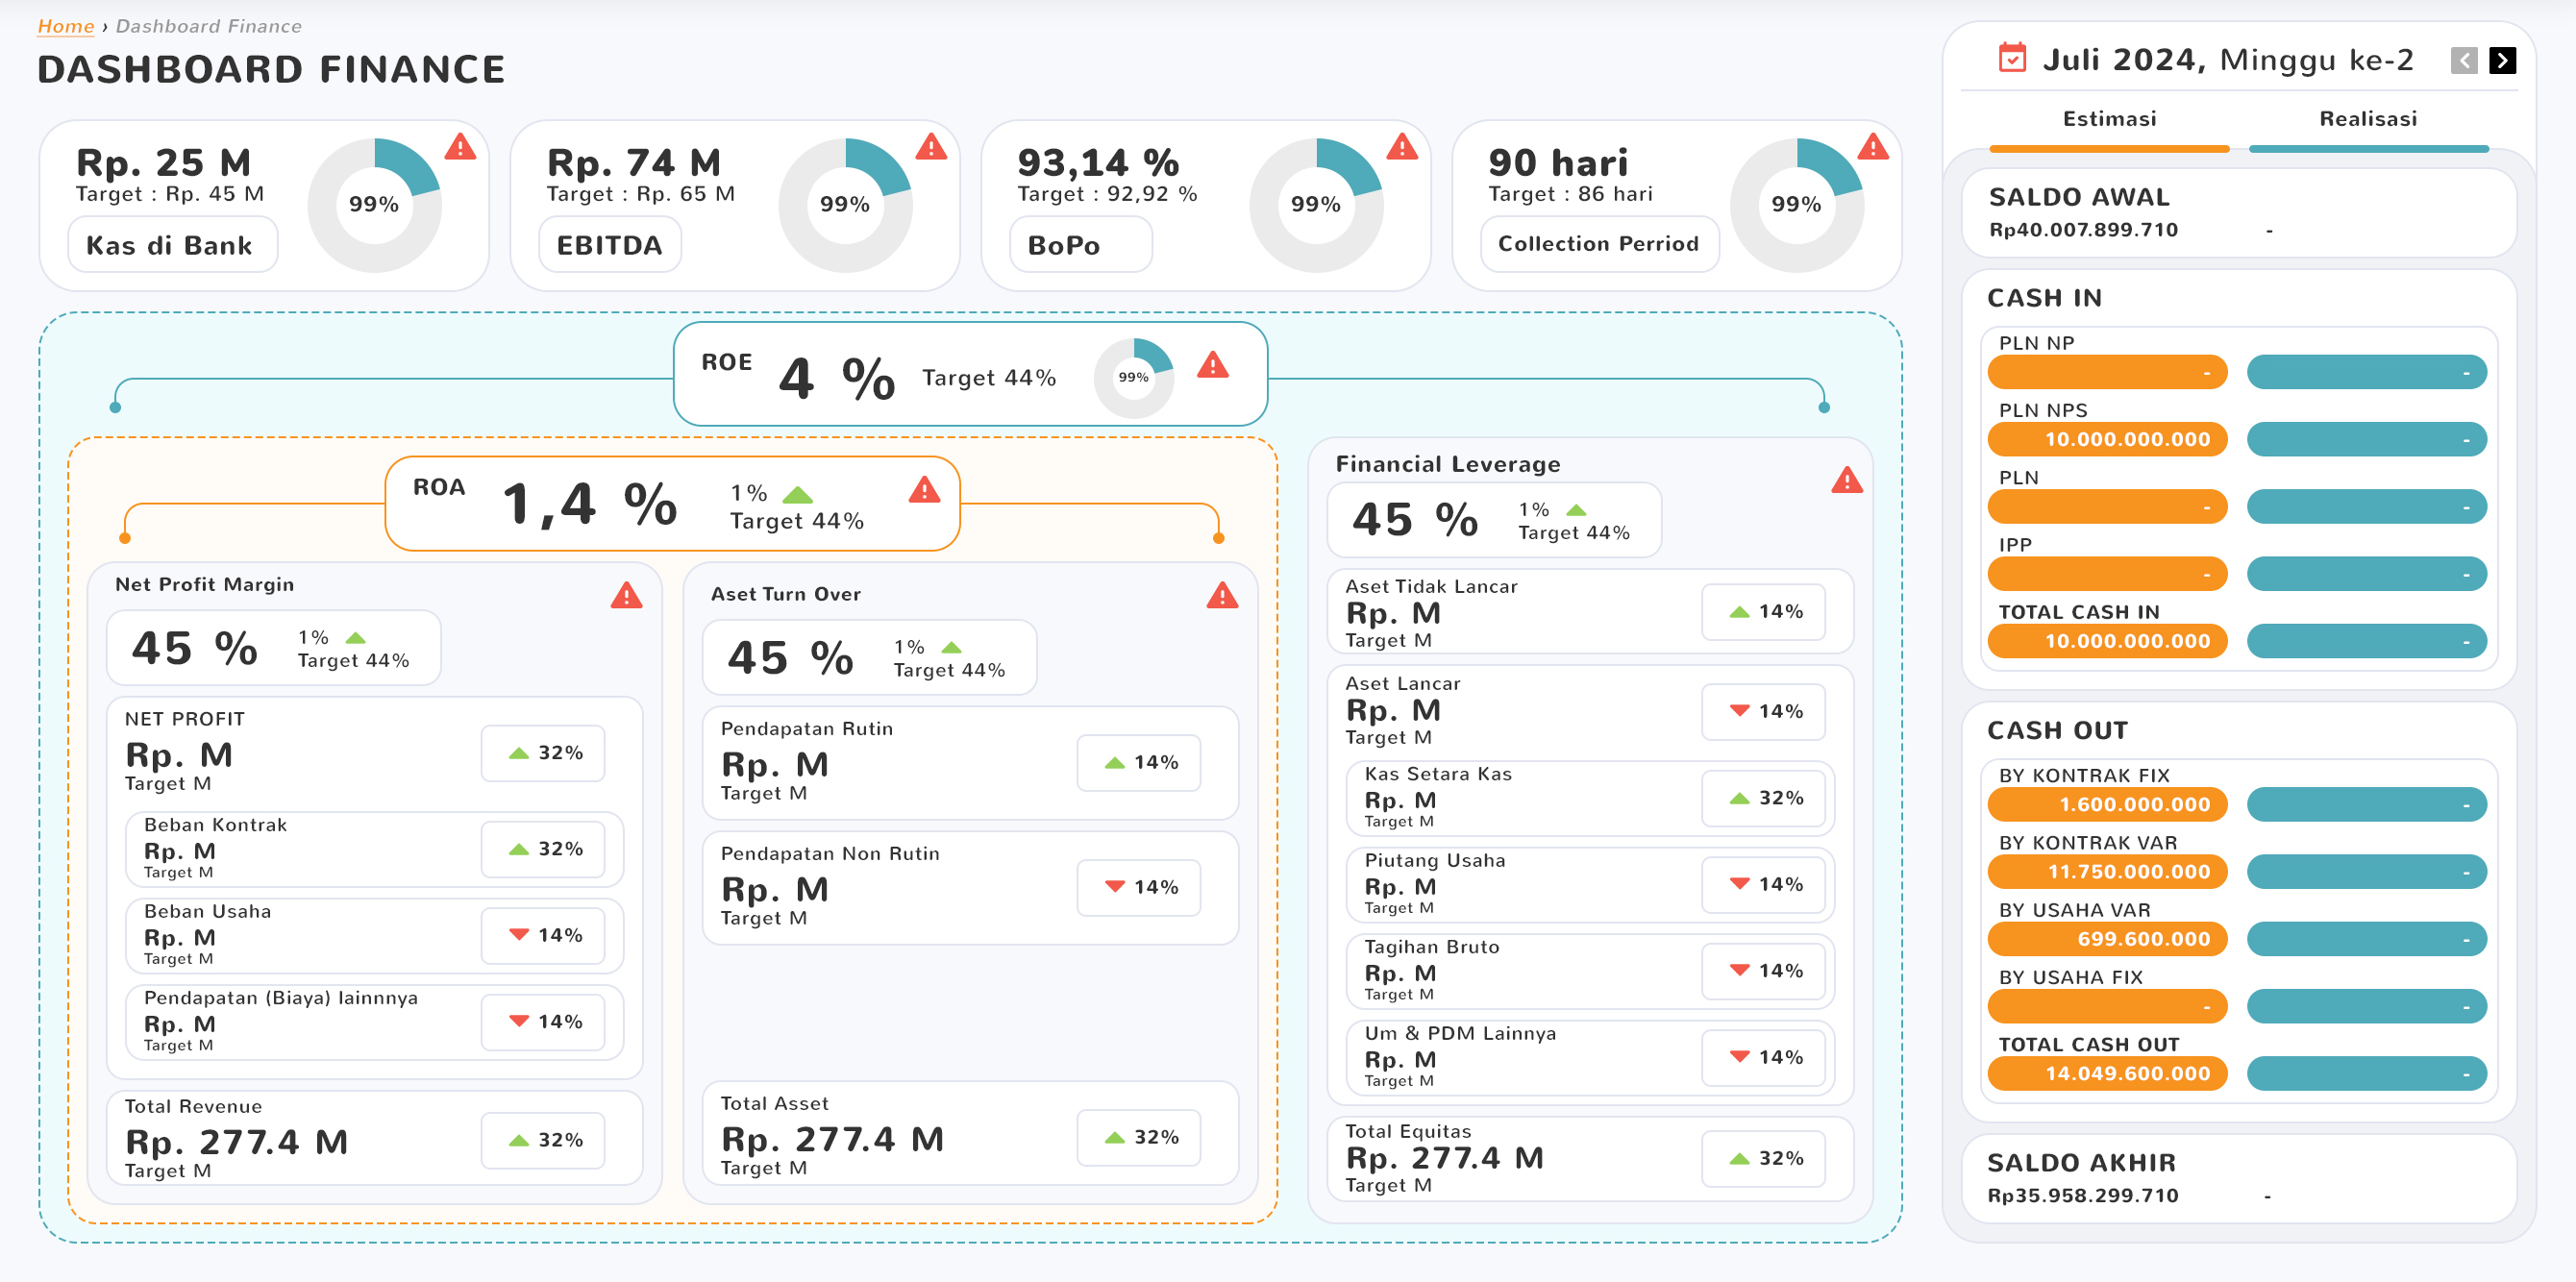 Home › Dashboard Finance
DASHBOARD FINANCE
Rp. 25 M
Target : Rp. 45 M
Kas di Bank
99%
Rp. 74 M
Target : Rp. 65 M
EBITDA
99%
93,14 %
Target : 92,92 %
BoPo
99%
90 hari
Target : 86 hari
Collection Perriod
99%
ROE
4 %
Target 44%
99%
ROA
1,4 %
1%
Target 44%
Net Profit Margin
45 %
1%
Target 44%
NET PROFIT
Rp. M
Target M
32%
Beban Kontrak
Rp. M
Target M
32%
Beban Usaha
Rp. M
Target M
14%
Pendapatan (Biaya) lainnnya
Rp. M
Target M
14%
Total Revenue
Rp. 277.4 M
Target M
32%
Aset Turn Over
45 %
1%
Target 44%
Pendapatan Rutin
Rp. M
Target M
14%
Pendapatan Non Rutin
Rp. M
Target M
14%
Total Asset
Rp. 277.4 M
Target M
32%
Financial Leverage
45 %
1%
Target 44%
Aset Tidak Lancar
Rp. M
Target M
14%
Aset Lancar
Rp. M
Target M
14%
Kas Setara Kas
Rp. M
Target M
32%
Piutang Usaha
Rp. M
Target M
14%
Tagihan Bruto
Rp. M
Target M
14%
Um & PDM Lainnya
Rp. M
Target M
14%
Total Equitas
Rp. 277.4 M
Target M
32%
Juli 2024, Minggu ke-2
Estimasi Realisasi
SALDO AWAL
Rp40.007.899.710 -
CASH IN
PLN NP
- -
PLN NPS
10.000.000.000 -
PLN
- -
IPP
- -
TOTAL CASH IN
10.000.000.000 -
CASH OUT
BY KONTRAK FIX
1.600.000.000 -
BY KONTRAK VAR
11.750.000.000 -
BY USAHA VAR
699.600.000 -
BY USAHA FIX
- -
TOTAL CASH OUT
14.049.600.000 -
SALDO AKHIR
Rp35.958.299.710 -